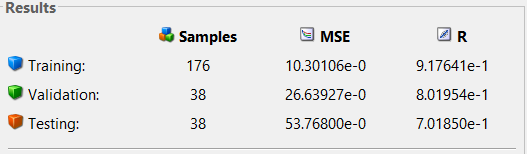 Results
Samples MSE R
Training: 176 10.30106e-0 9.17641e-1
Validation: 38 26.63927e-0 8.01954e-1
Testing: 38 53.76800e-0 7.01850e-1